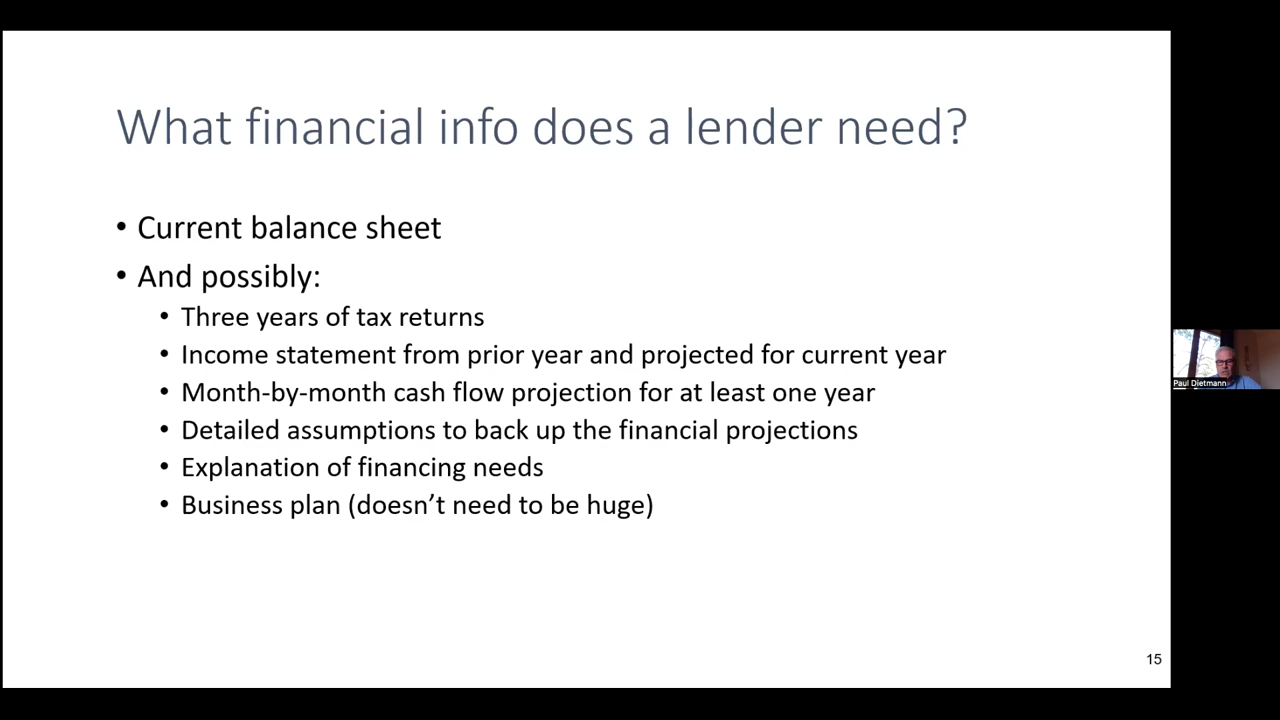 What financial info does a lender need?
• Current balance sheet
• And possibly:
• Three years of tax returns
• Income statement from prior year and projected for current year
• Month-by-month cash flow projection for at least one year
• Detailed assumptions to back up the financial projections
• Explanation of financing needs
• Business plan (doesn’t need to be huge)
Paul Dietmann
15